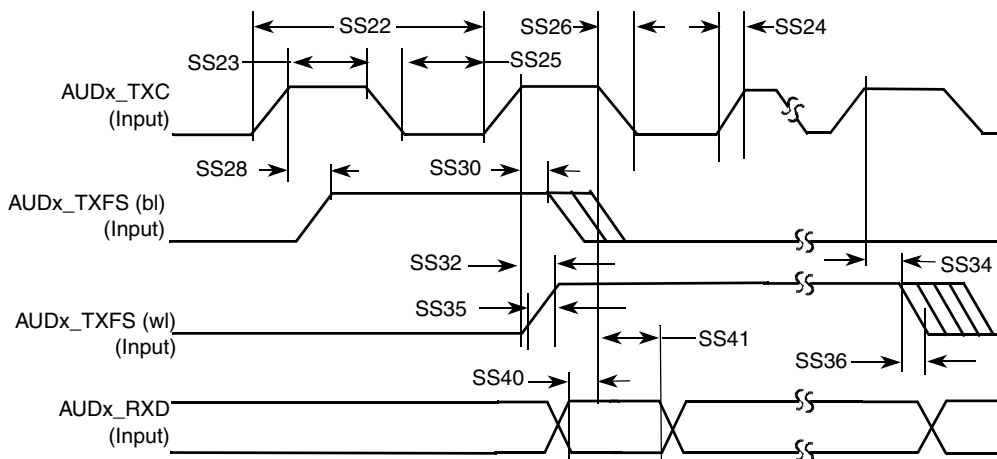 SS22
SS26
SS24
SS23
SS25
AUDx_TXC
(Input)
SS28
SS30
AUDx_TXFS (bl)
(Input)
SS32
SS34
SS35
AUDx_TXFS (wl)
(Input)
SS41
SS36
SS40
AUDx_RXD
(Input)